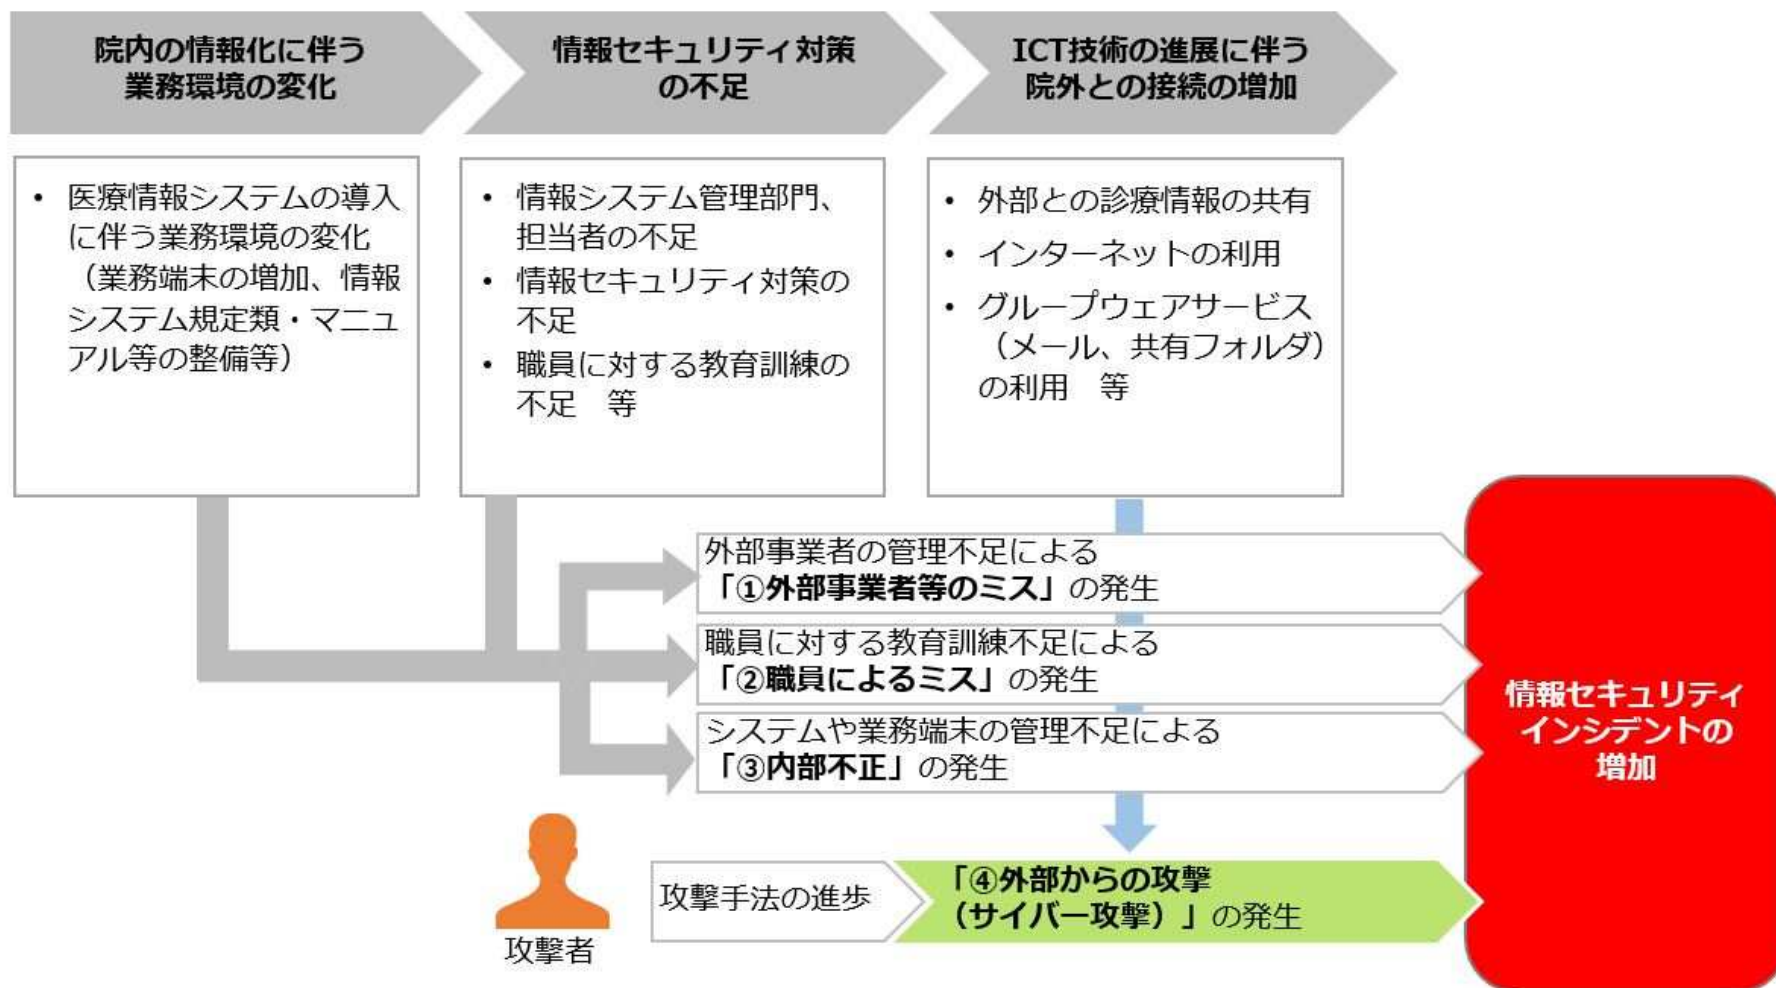 院内の情報化に伴う
業務環境の変化
情報セキュリティ対策
の不足
ICT技術の進展に伴う
院外との接続の増加
• 医療情報システムの導入
に伴う業務環境の変化
（業務端末の増加、情報
システム規定類・マニュ
アル等の整備等）
• 情報システム管理部門、
担当者の不足
• 情報セキュリティ対策の
不足
• 職員に対する教育訓練の
不足　等
• 外部との診療情報の共有
• インターネットの利用
• グループウェアサービス
（メール、共有フォルダ）
の利用　等
外部事業者の管理不足による
「①外部事業者等のミス」の発生
職員に対する教育訓練不足による
「②職員によるミス」の発生
システムや業務端末の管理不足による
「③内部不正」の発生
攻撃者
攻撃手法の進歩
「④外部からの攻撃
（サイバー攻撃）」の発生
情報セキュリティ
インシデントの
増加